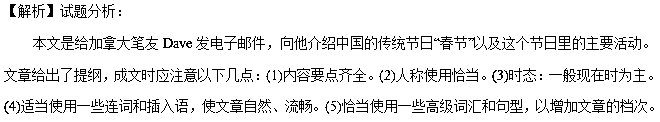 【解析】试题分析：
本文是给加拿大笔友 Dave 发电子邮件，向他介绍中国的传统节日“春节”以及这个节日里的主要活动。
文章给出了提纲，成文时应注意以下几点：(1)内容要点齐全。(2)人称使用恰当。(3)时态：一般现在时为主。
(4)适当使用一些连词和插入语，使文章自然、流畅。(5)恰当使用一些高级词汇和句型，以增加文章的档次。